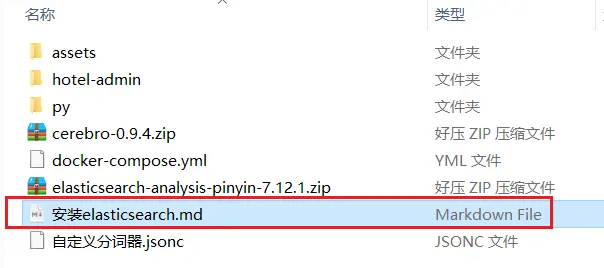 名称 类型
assets 文件夹
hotel-admin 文件夹
py 文件夹
cerebro-0.9.4.zip 好压 ZIP 压缩文件
docker-compose.yml YML 文件
elasticsearch-analysis-pinyin-7.12.1.zip 好压 ZIP 压缩文件
安装elasticsearch.md Markdown File
自定义分词器.jsonc JSONC 文件